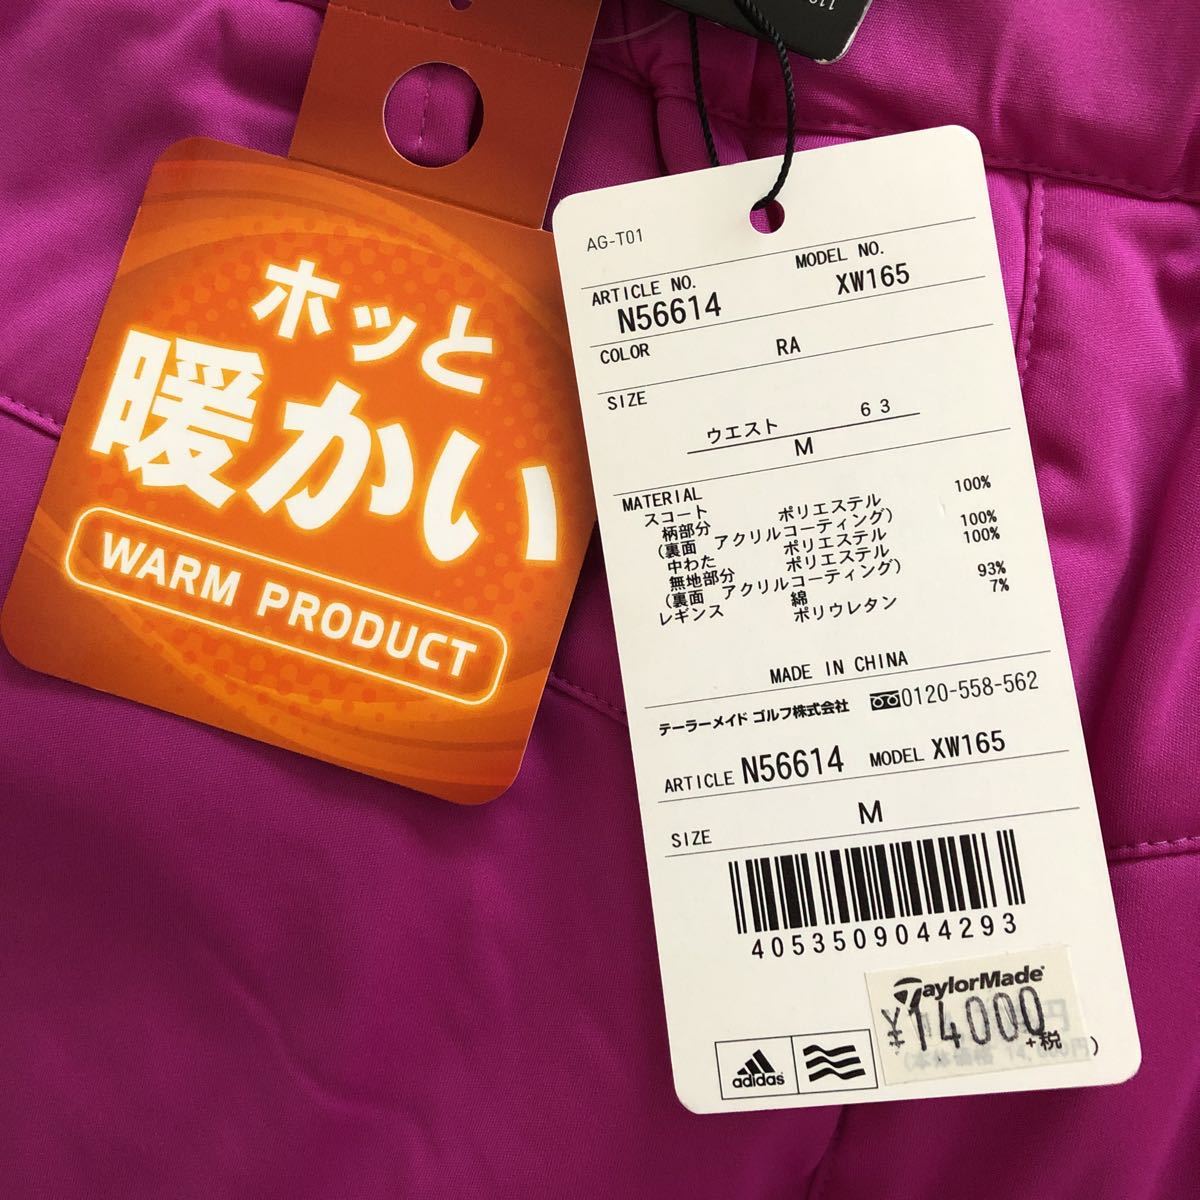 ホッと
暖かい
WARM PRODUCT
AG-T01
ARTICLE NO. MODEL NO.
N56614 XW165
COLOR RA
SIZE
ウエスト 63
M
MATERIAL
スコート ポリエステル 100%
柄部分
(裏面 アクリルコーティング)
中わた ポリエステル 100%
無地部分 ポリエステル 100%
(裏面 アクリルコーティング)
レギンス 綿 93%
ポリウレタン 7%
MADE IN CHINA
テーラーメイド ゴルフ株式会社 0120-558-562
ARTICLE N56614 MODEL XW165
SIZE M
4053509044293
adidas
TaylorMade
¥14000
+税